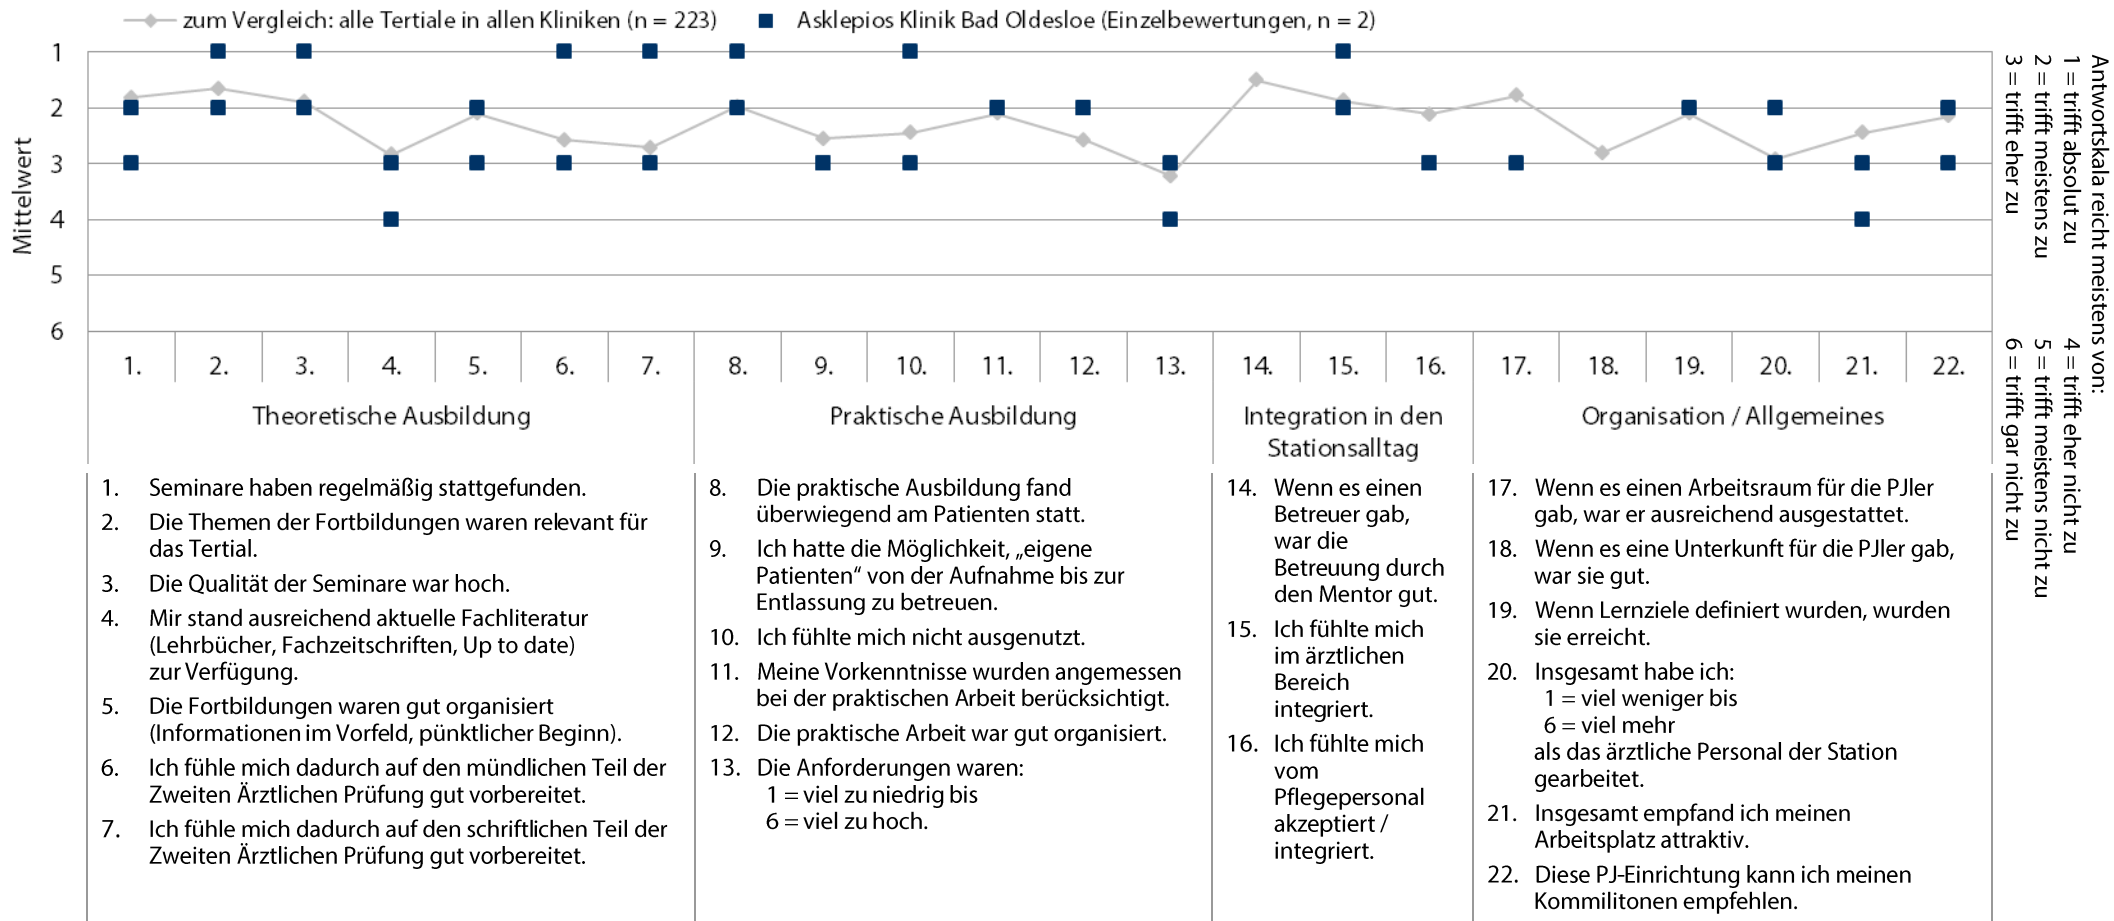 zum Vergleich: alle Tertiale in allen Kliniken (n = 223)
Asklepios Klinik Bad Oldesloe (Einzelbewertungen, n = 2)
Mittelwert
1
2
3
4
5
6
1. 2. 3. 4. 5. 6. 7. 8. 9. 10. 11. 12. 13. 14. 15. 16. 17. 18. 19. 20. 21. 22.
Theoretische Ausbildung
Praktische Ausbildung
Integration in den
Stationsalltag
Organisation / Allgemeines
1. Seminare haben regelmäßig stattgefunden.
2. Die Themen der Fortbildungen waren relevant für
das Tertial.
3. Die Qualität der Seminare war hoch.
4. Mir stand ausreichend aktuelle Fachliteratur
(Lehrbücher, Fachzeitschriften, Up to date)
zur Verfügung.
5. Die Fortbildungen waren gut organisiert
(Informationen im Vorfeld, pünktlicher Beginn).
6. Ich fühle mich dadurch auf den mündlichen Teil der
Zweiten Ärztlichen Prüfung gut vorbereitet.
7. Ich fühle mich dadurch auf den schriftlichen Teil der
Zweiten Ärztlichen Prüfung gut vorbereitet.
8. Die praktische Ausbildung fand
überwiegend am Patienten statt.
9. Ich hatte die Möglichkeit, „eigene
Patienten“ von der Aufnahme bis zur
Entlassung zu betreuen.
10. Ich fühlte mich nicht ausgenutzt.
11. Meine Vorkenntnisse wurden angemessen
bei der praktischen Arbeit berücksichtigt.
12. Die praktische Arbeit war gut organisiert.
13. Die Anforderungen waren:
1 = viel zu niedrig bis
6 = viel zu hoch.
14. Wenn es einen
Betreuer gab,
war die
Betreuung durch
den Mentor gut.
15. Ich fühlte mich
im ärztlichen
Bereich
integriert.
16. Ich fühlte mich
vom
Pflegepersonal
akzeptiert /
integriert.
17. Wenn es einen Arbeitsraum für die PJler
gab, war er ausreichend ausgestattet.
18. Wenn es eine Unterkunft für die PJler gab,
war sie gut.
19. Wenn Lernziele definiert wurden, wurden
sie erreicht.
20. Insgesamt habe ich:
1 = viel weniger bis
6 = viel mehr
als das ärztliche Personal der Station
gearbeitet.
21. Insgesamt empfand ich meinen
Arbeitsplatz attraktiv.
22. Diese PJ-Einrichtung kann ich meinen
Kommilitonen empfehlen.
Antwortskala reicht meistens von:
1 = trifft absolut zu
2 = trifft meistens zu
3 = trifft eher zu
4 = trifft eher nicht zu
5 = trifft meistens nicht zu
6 = trifft gar nicht zu